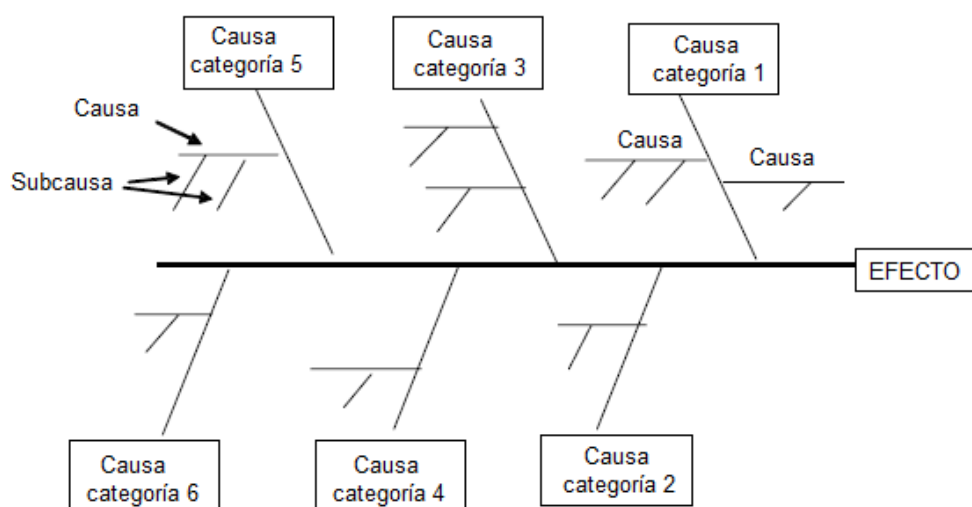 Causa
categoría 5
Causa
categoría 3
Causa
categoría 1
Causa
Subcausa
Causa
Causa
EFECTO
Causa
categoría 6
Causa
categoría 4
Causa
categoría 2